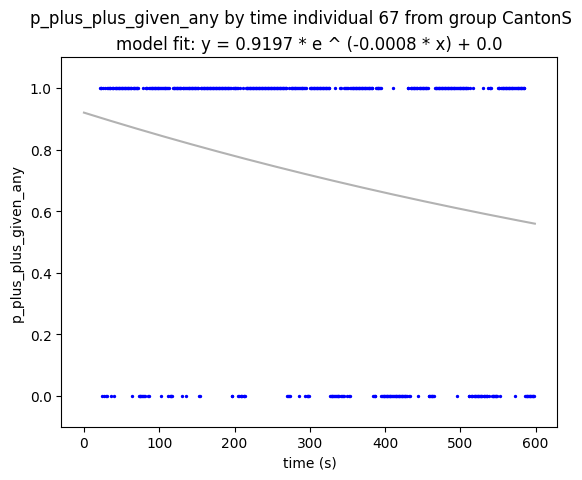 p_plus_plus_given_any by time individual 67 from group CantonS
model fit: y = 0.9197 * e ^ (-0.0008 * x) + 0.0
p_plus_plus_given_any
1.0
0.8
0.6
0.4
0.2
0.0
0 100 200 300 400 500 600
time (s)